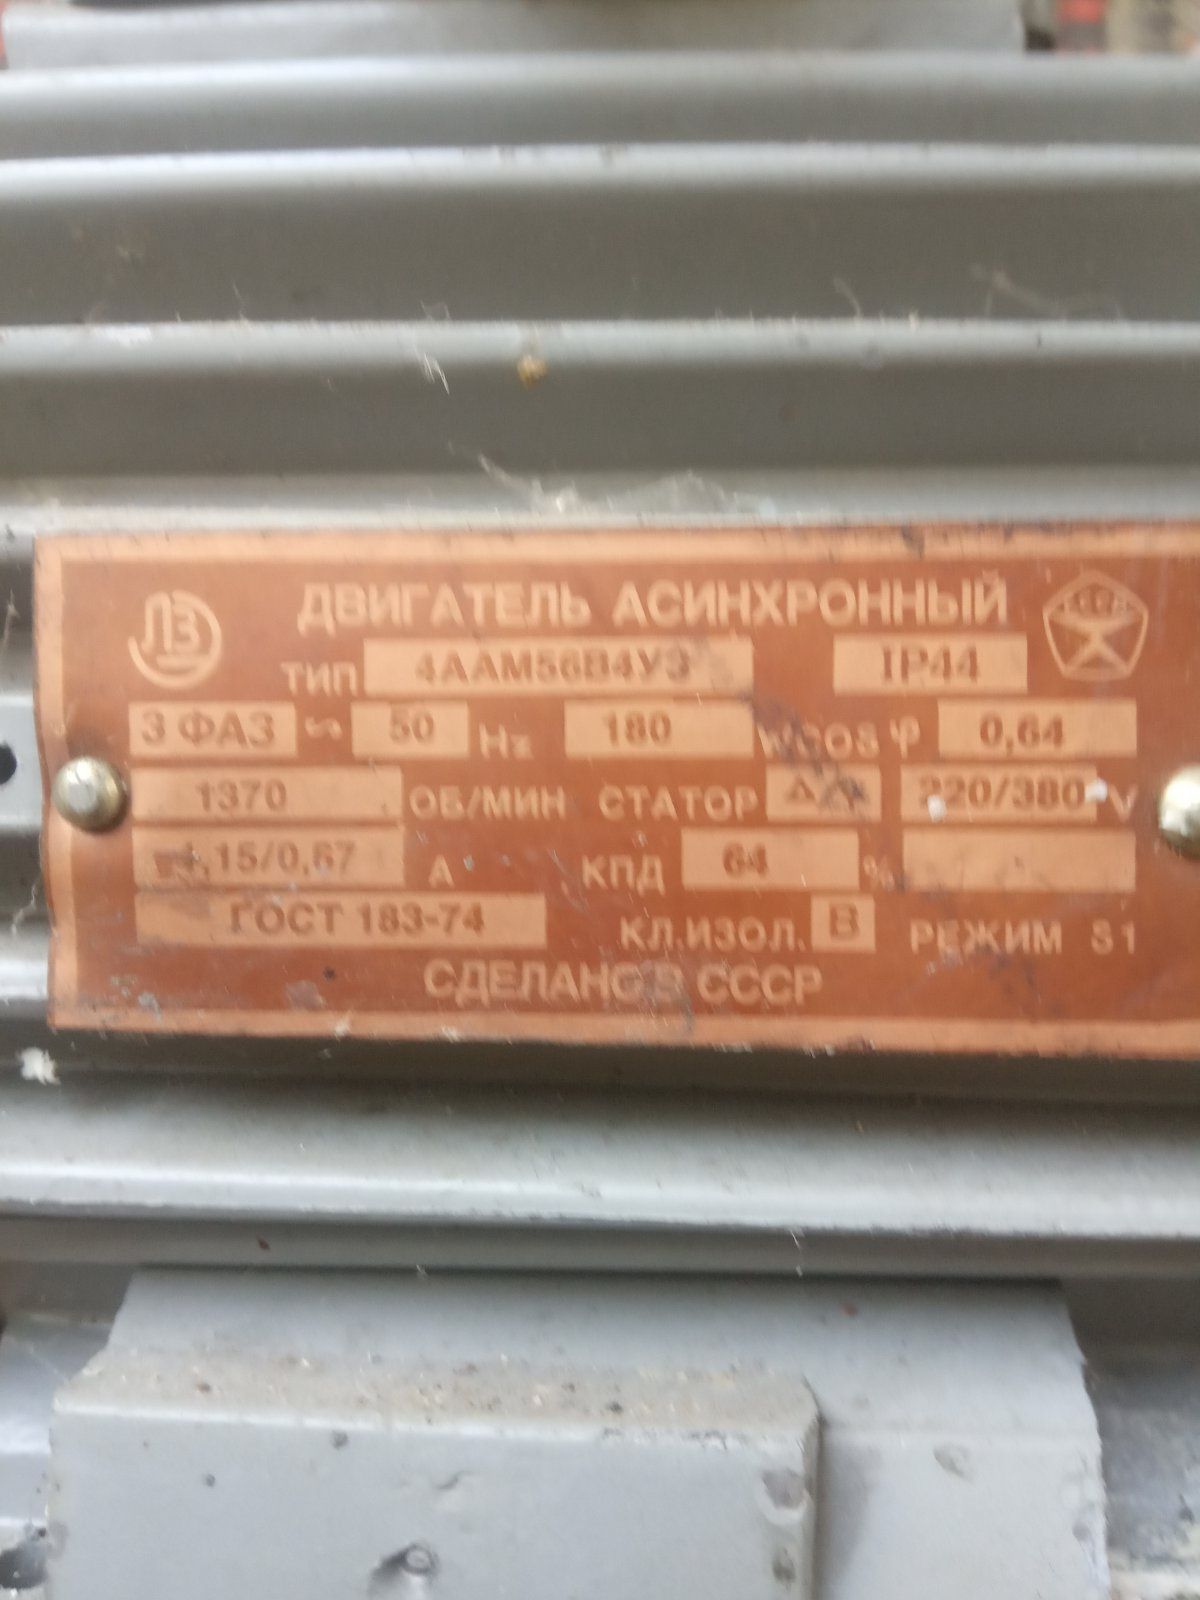 ЛЗ ДВИГАТЕЛЬ АСИНХРОННЫЙ
ТИП 4ААМ56В4У3 IP44
3 ФАЗ ~ 50 Hz 180 W COS φ 0,64
1370 ОБ/МИН СТАТОР 220/380 V
15/0,67 А КПД 64 %
ГОСТ 183-74 КЛ.ИЗОЛ. В РЕЖИМ S1
СДЕЛАНО В СССР